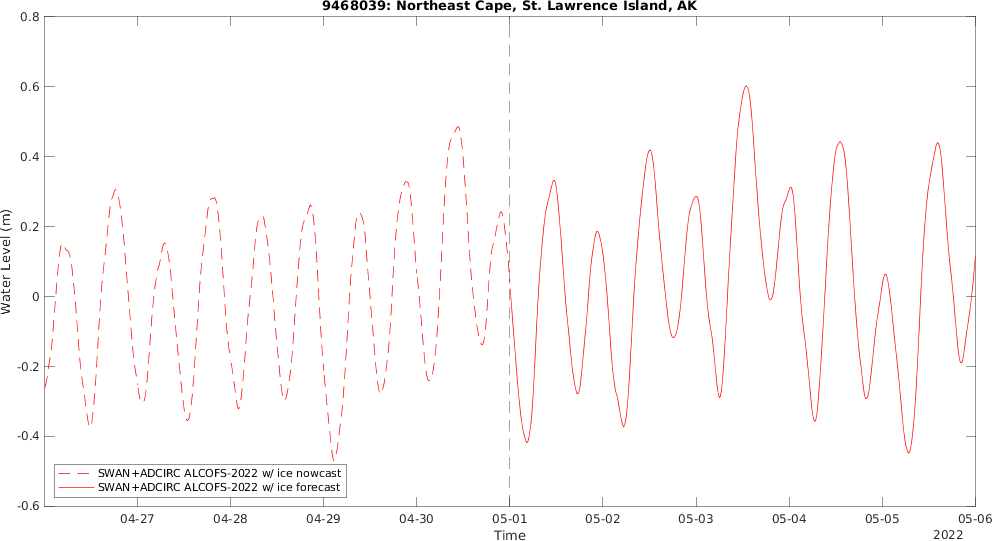 9468039: Northeast Cape, St. Lawrence Island, AK
0.8
0.6
0.4
0.2
0
-0.2
-0.4
-0.6
Water Level (m)
SWAN+ADCIRC ALCOFS-2022 w/ ice nowcast
SWAN+ADCIRC ALCOFS-2022 w/ ice forecast
04-27 04-28 04-29 04-30 05-01 05-02 05-03 05-04 05-05 05-06
Time
2022